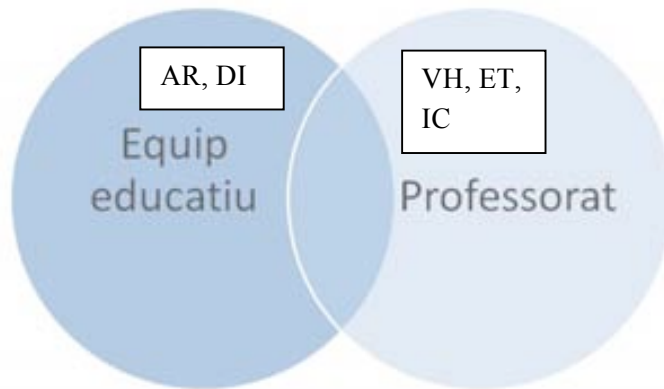 AR, DI
Equip
educatiu
VH, ET,
IC
Professorat